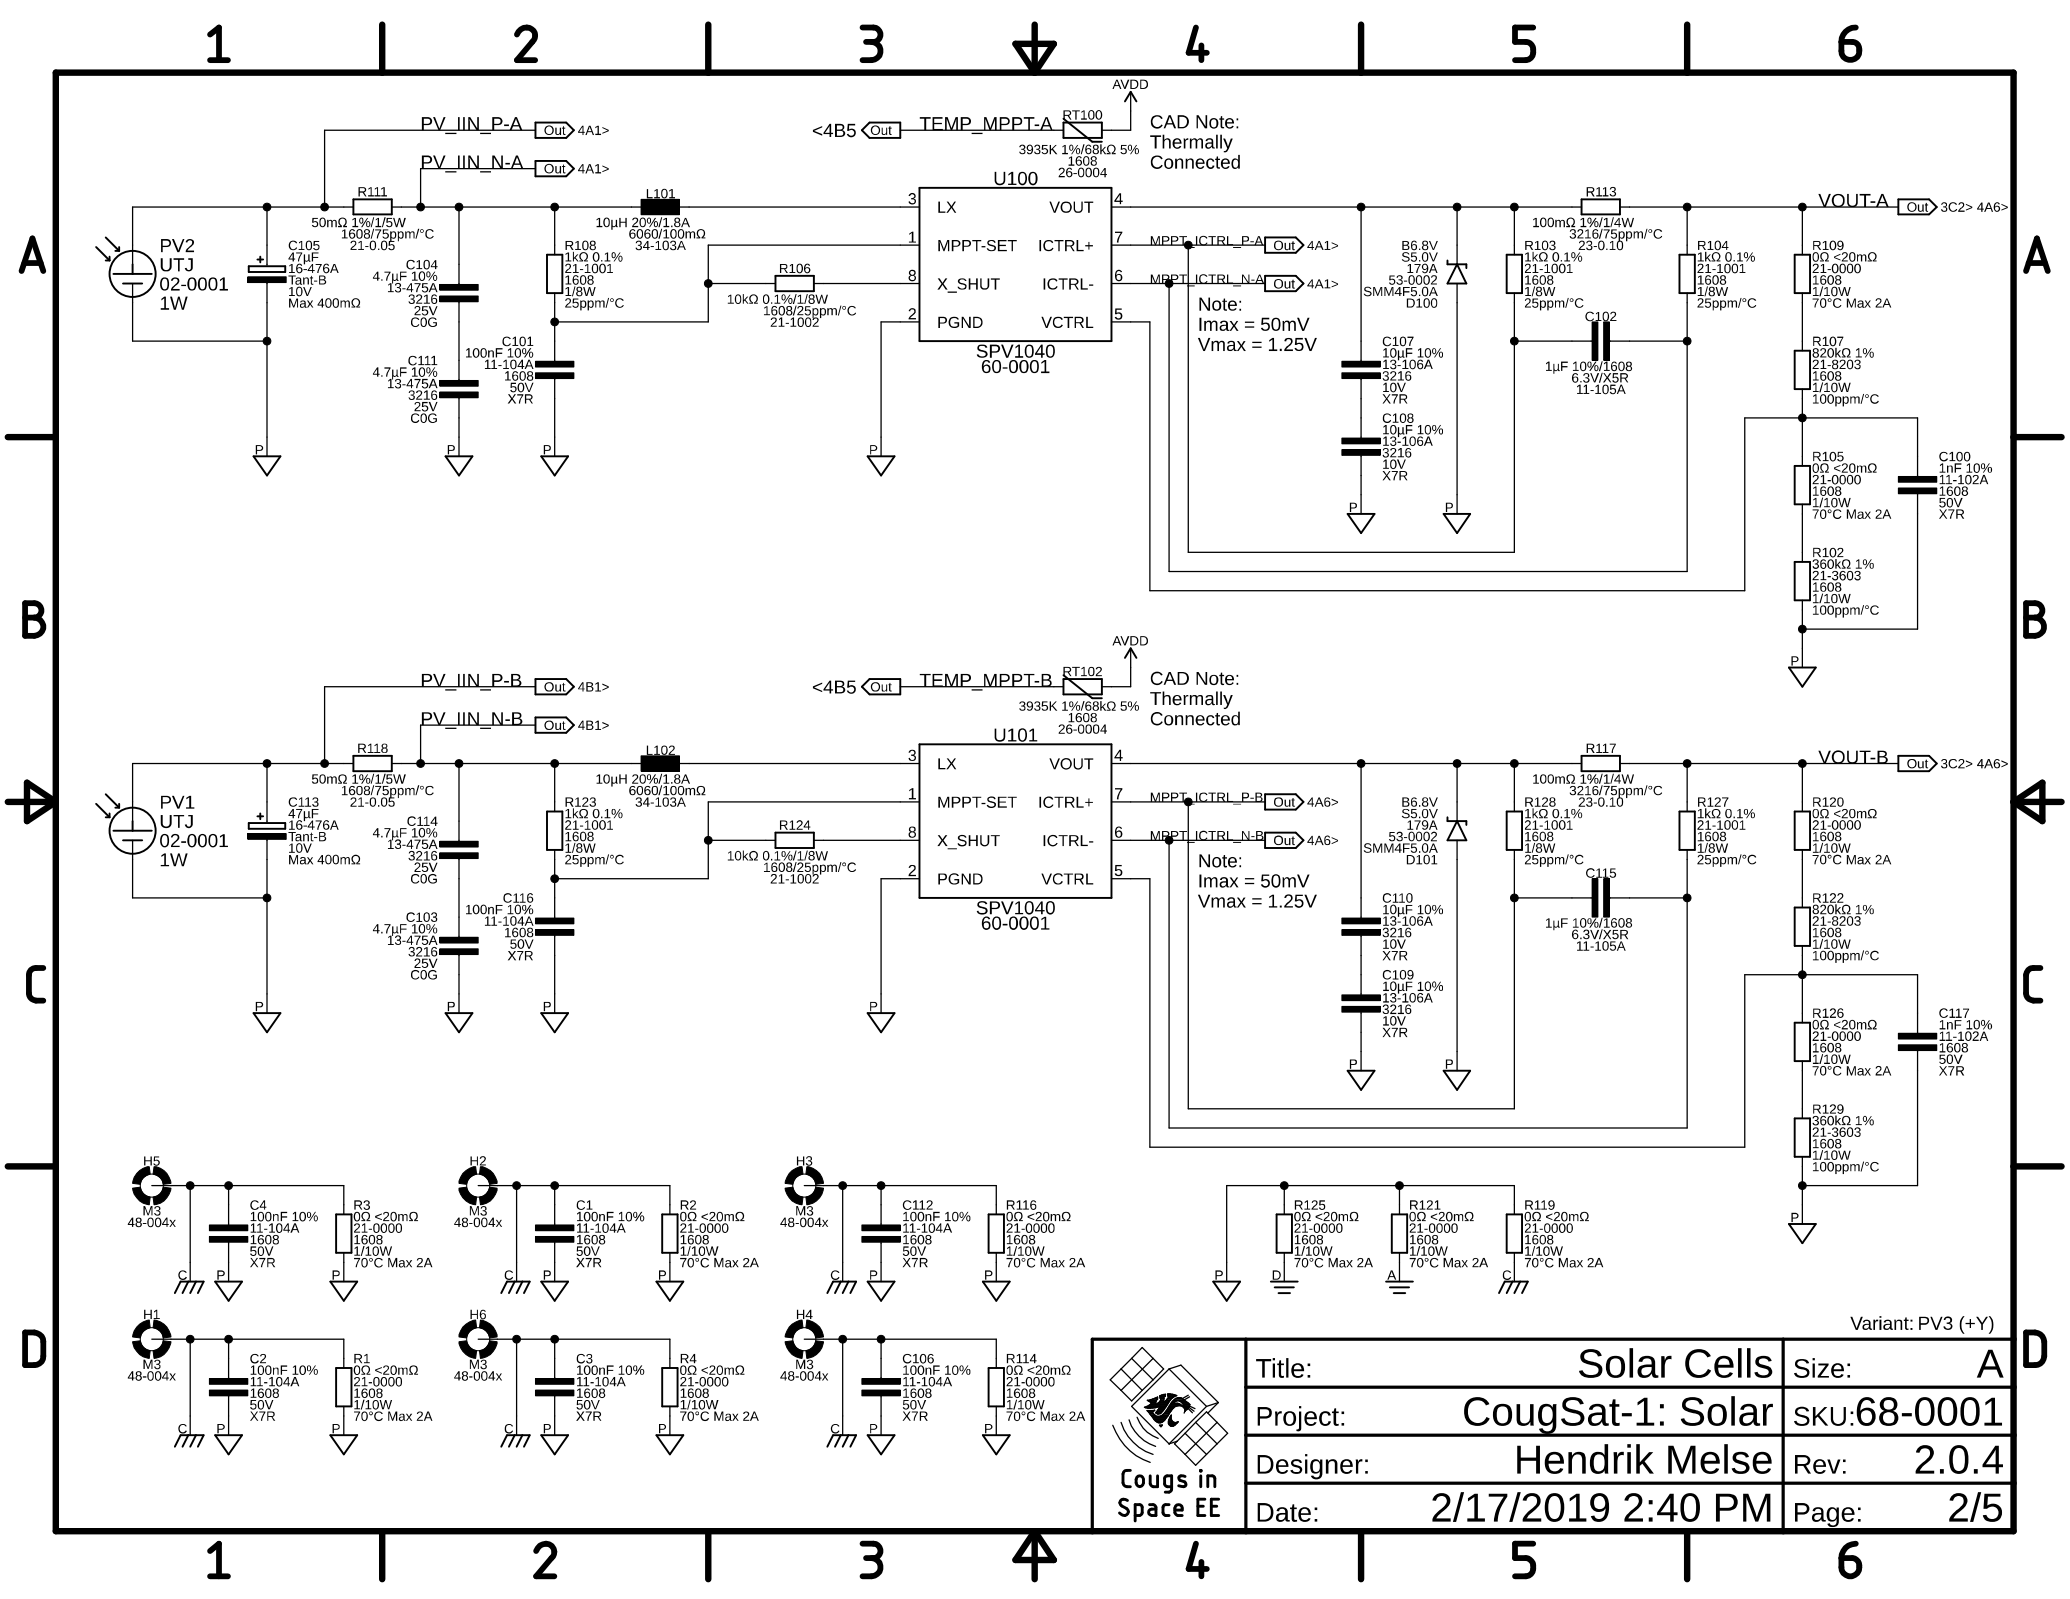 1 2 3 4 5 6
A
A
B
B
C
C
D
D
AVDD
PV_IIN_P-A
Out
4A1>
<4B5
Out
TEMP_MPPT-A
RT100
3935K 1%/68kΩ 5%
1608
26-0004
CAD Note:
Thermally
Connected
PV_IIN_N-A
Out
4A1>
PV2
UTJ
02-0001
1W
C105
47µF
16-476A
Tant-B
10V
Max 400mΩ
+
P
R111
50mΩ 1%/1/5W
1608/75ppm/°C
21-0.05
C104
4.7µF 10%
13-475A
3216
25V
C0G
C111
4.7µF 10%
13-475A
3216
25V
C0G
P
R108
1kΩ 0.1%
21-1001
1608
1/8W
25ppm/°C
C101
100nF 10%
11-104A
1608
50V
X7R
P
L101
10µH 20%/1.8A
6060/100mΩ
34-103A
R106
10kΩ 0.1%/1/8W
1608/25ppm/°C
21-1002
P
U100
3 LX VOUT 4
1 MPPT-SET ICTRL+ 7
8 X_SHUT ICTRL- 6
2 PGND VCTRL 5
SPV1040
60-0001
MPPT_ICTRL_P-A
Out
4A1>
MPPT_ICTRL_N-A
Out
4A1>
Note:
Imax = 50mV
Vmax = 1.25V
C107
10µF 10%
13-106A
3216
10V
X7R
C108
10µF 10%
13-106A
3216
10V
X7R
P
B6.8V
S5.0V
179A
53-0002
SMM4F5.0A
D100
P
R103
1kΩ 0.1%
21-1001
1608
1/8W
25ppm/°C
R113
100mΩ 1%/1/4W
3216/75ppm/°C
23-0.10
C102
1µF 10%/1608
6.3V/X5R
11-105A
R104
1kΩ 0.1%
21-1001
1608
1/8W
25ppm/°C
VOUT-A
Out
3C2> 4A6>
R109
0Ω <20mΩ
21-0000
1608
1/10W
70°C Max 2A
R107
820kΩ 1%
21-8203
1608
1/10W
100ppm/°C
R105
0Ω <20mΩ
21-0000
1608
1/10W
70°C Max 2A
C100
1nF 10%
11-102A
1608
50V
X7R
R102
360kΩ 1%
21-3603
1608
1/10W
100ppm/°C
P
AVDD
PV_IIN_P-B
Out
4B1>
<4B5
Out
TEMP_MPPT-B
RT102
3935K 1%/68kΩ 5%
1608
26-0004
CAD Note:
Thermally
Connected
PV_IIN_N-B
Out
4B1>
PV1
UTJ
02-0001
1W
C113
47µF
16-476A
Tant-B
10V
Max 400mΩ
+
P
R118
50mΩ 1%/1/5W
1608/75ppm/°C
21-0.05
C114
4.7µF 10%
13-475A
3216
25V
C0G
C103
4.7µF 10%
13-475A
3216
25V
C0G
P
R123
1kΩ 0.1%
21-1001
1608
1/8W
25ppm/°C
C116
100nF 10%
11-104A
1608
50V
X7R
P
L102
10µH 20%/1.8A
6060/100mΩ
34-103A
R124
10kΩ 0.1%/1/8W
1608/25ppm/°C
21-1002
P
U101
3 LX VOUT 4
1 MPPT-SET ICTRL+ 7
8 X_SHUT ICTRL- 6
2 PGND VCTRL 5
SPV1040
60-0001
MPPT_ICTRL_P-B
Out
4A6>
MPPT_ICTRL_N-B
Out
4A6>
Note:
Imax = 50mV
Vmax = 1.25V
C110
10µF 10%
13-106A
3216
10V
X7R
C109
10µF 10%
13-106A
3216
10V
X7R
P
B6.8V
S5.0V
179A
53-0002
SMM4F5.0A
D101
P
R128
1kΩ 0.1%
21-1001
1608
1/8W
25ppm/°C
R117
100mΩ 1%/1/4W
3216/75ppm/°C
23-0.10
C115
1µF 10%/1608
6.3V/X5R
11-105A
R127
1kΩ 0.1%
21-1001
1608
1/8W
25ppm/°C
VOUT-B
Out
3C2> 4A6>
R120
0Ω <20mΩ
21-0000
1608
1/10W
70°C Max 2A
R122
820kΩ 1%
21-8203
1608
1/10W
100ppm/°C
R126
0Ω <20mΩ
21-0000
1608
1/10W
70°C Max 2A
C117
1nF 10%
11-102A
1608
50V
X7R
R129
360kΩ 1%
21-3603
1608
1/10W
100ppm/°C
P
H5
M3
48-004x
C
C4
100nF 10%
11-104A
1608
50V
X7R
P
R3
0Ω <20mΩ
21-0000
1608
1/10W
70°C Max 2A
P
H2
M3
48-004x
C
C1
100nF 10%
11-104A
1608
50V
X7R
P
R2
0Ω <20mΩ
21-0000
1608
1/10W
70°C Max 2A
P
H3
M3
48-004x
C
C112
100nF 10%
11-104A
1608
50V
X7R
P
R116
0Ω <20mΩ
21-0000
1608
1/10W
70°C Max 2A
P
P
R125
0Ω <20mΩ
21-0000
1608
1/10W
70°C Max 2A
D
R121
0Ω <20mΩ
21-0000
1608
1/10W
70°C Max 2A
A
R119
0Ω <20mΩ
21-0000
1608
1/10W
70°C Max 2A
C
H1
M3
48-004x
C
C2
100nF 10%
11-104A
1608
50V
X7R
P
R1
0Ω <20mΩ
21-0000
1608
1/10W
70°C Max 2A
P
H6
M3
48-004x
C
C3
100nF 10%
11-104A
1608
50V
X7R
P
R4
0Ω <20mΩ
21-0000
1608
1/10W
70°C Max 2A
P
H4
M3
48-004x
C
C106
100nF 10%
11-104A
1608
50V
X7R
P
R114
0Ω <20mΩ
21-0000
1608
1/10W
70°C Max 2A
P
Variant: PV3 (+Y)
Cougs in
Space EE
Title: Solar Cells Size: A
Project: CougSat-1: Solar SKU: 68-0001
Designer: Hendrik Melse Rev: 2.0.4
Date: 2/17/2019 2:40 PM Page: 2/5
1 2 3 4 5 6